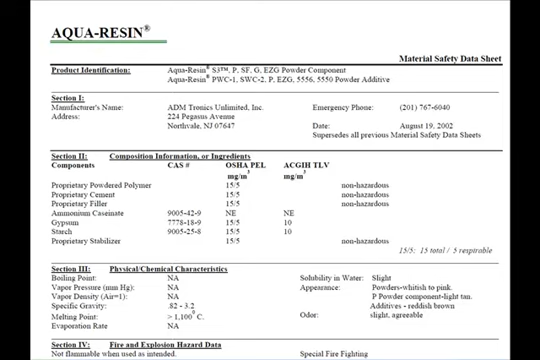 AQUA-RESIN®
Material Safety Data Sheet
Product Identification: Aqua-Resin® S3™, P, SF, G, EZG Powder Component
Aqua-Resin® PWC-1, SWC-2, P, EZG, 5556, 5550 Powder Additive
Section I:
Manufacturer's Name: ADM Tronics Unlimited, Inc. Emergency Phone: (201) 767-6040
Address: 224 Pegasus Avenue
Northvale, NJ 07647 Date: August 19, 2002
Supersedes all previous Material Safety Data Sheets
Section II: Composition Information, or Ingredients
Components CAS # OSHA PEL ACGIH TLV
mg/m3 mg/m3
Proprietary Powdered Polymer 15/5 non-hazardous
Proprietary Cement 15/5 non-hazardous
Proprietary Filler 15/5 non-hazardous
Ammonium Caseinate 9005-42-9 NE NE
Gypsum 7778-18-9 15/5 10
Starch 9005-25-8 15/5 10
Proprietary Stabilizer 15/5 non-hazardous
15/5: 15 total / 5 respirable
Section III: Physical/Chemical Characteristics
Boiling Point: NA Solubility in Water: Slight
Vapor Pressure (mm Hg): NA Appearance: Powders-whitish to pink.
Vapor Density (Air=1): NA P Powder component-light tan.
Specific Gravity: .82 - 3.2 Additives - reddish brown
Melting Point: > 1,100°C. Odor: slight, agreeable
Evaporation Rate NA
Section IV: Fire and Explosion Hazard Data
Not flammable when used as intended. Special Fire Fighting